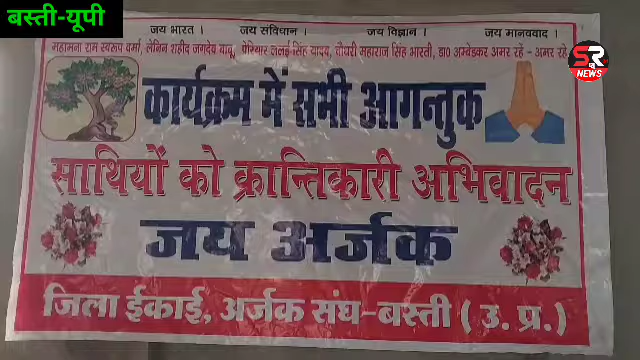 बस्ती-यूपी
जय भारत । जय संविधान । जय विज्ञान । जय मानववाद ।
महामना राम स्वरुप वर्मा, लेनिन शहीद जगदेव बाबू, पेरियार ललई सिंह यादव, चौधरी महाराज सिंह भारती, डा0 अम्बेडकर अमर रहें - अमर रहे
SR
NEWS
कार्यक्रम में सभी आगन्तुक
साथियों को क्रान्तिकारी अभिवादन
जय अर्जक
जिला ईकाई, अर्जक संघ-बस्ती ( उ. प्र.)